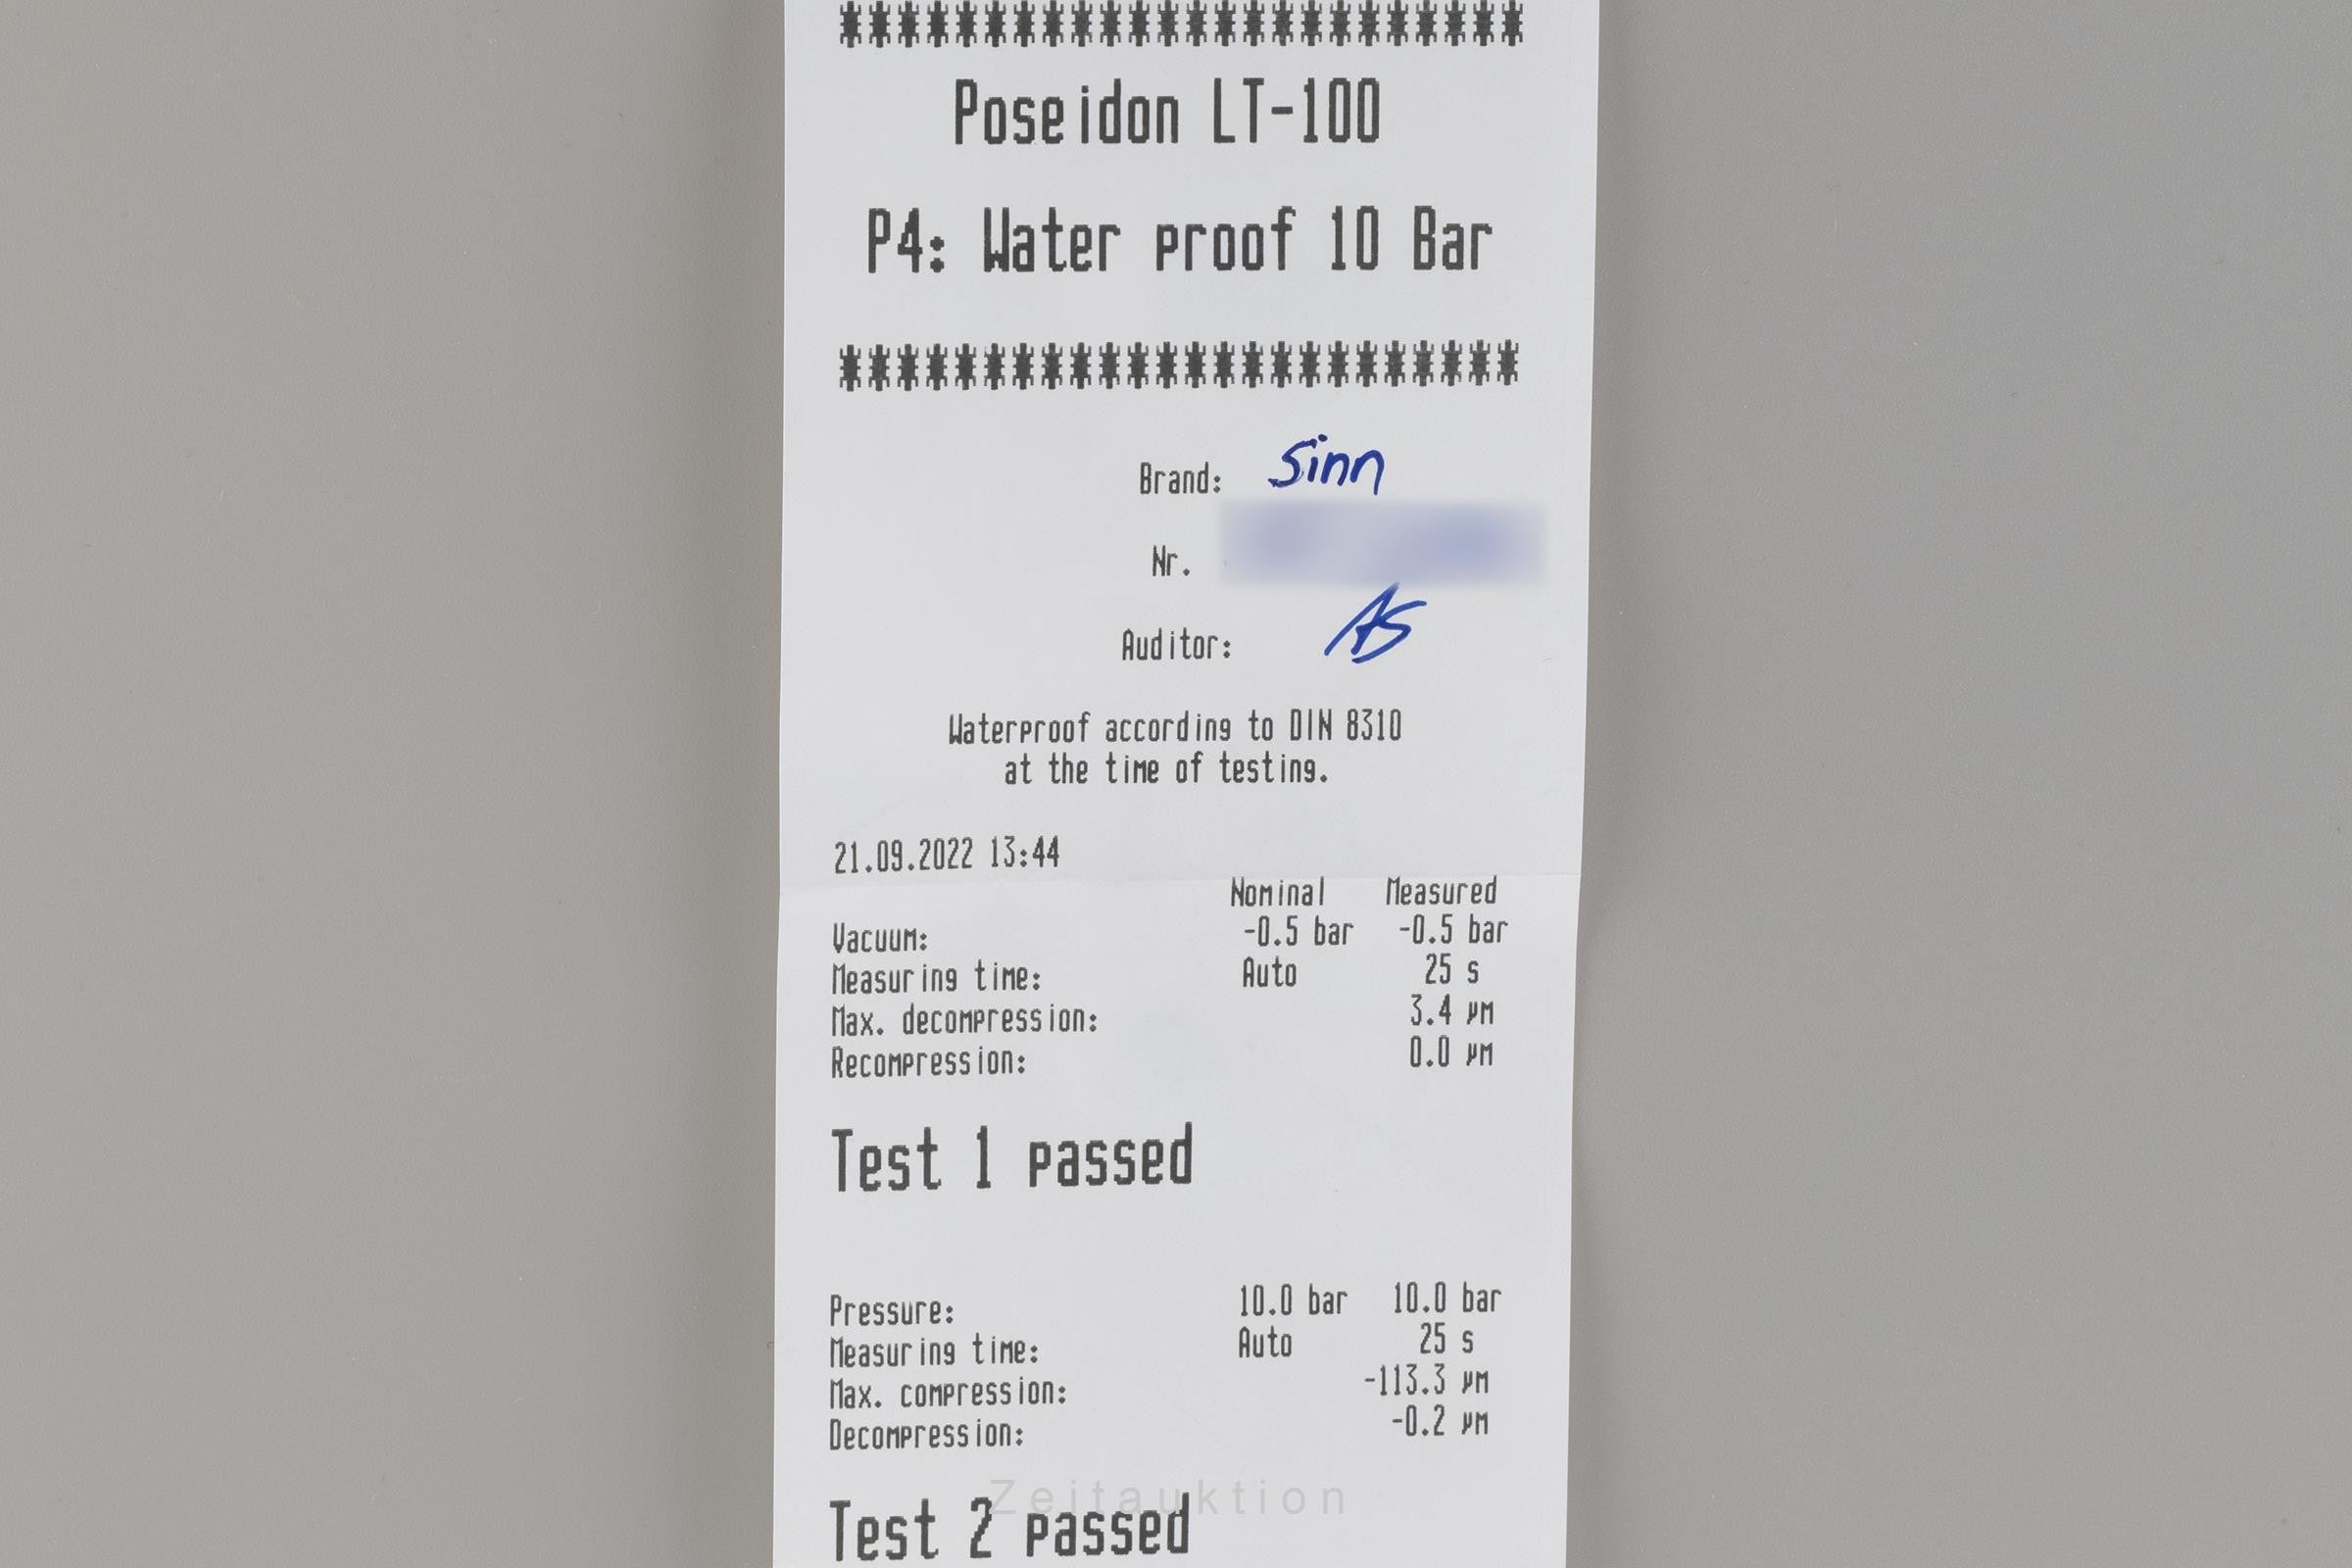 ************************
Poseidon LT-100
P4: Water proof 10 Bar
************************
Brand: Sinn
Nr.
Auditor: AS
Waterproof according to DIN 8310
at the time of testing.
21.09.2022 13:44
Nominal Measured
Vacuum: -0.5 bar -0.5 bar
Measuring time: Auto 25 s
Max. decompression: 3.4 µm
Recompression: 0.0 µm
Test 1 passed
Pressure: 10.0 bar 10.0 bar
Measuring time: Auto 25 s
Max. compression: -113.3 µm
Decompression: -0.2 µm
Zeitauktion
Test 2 passed